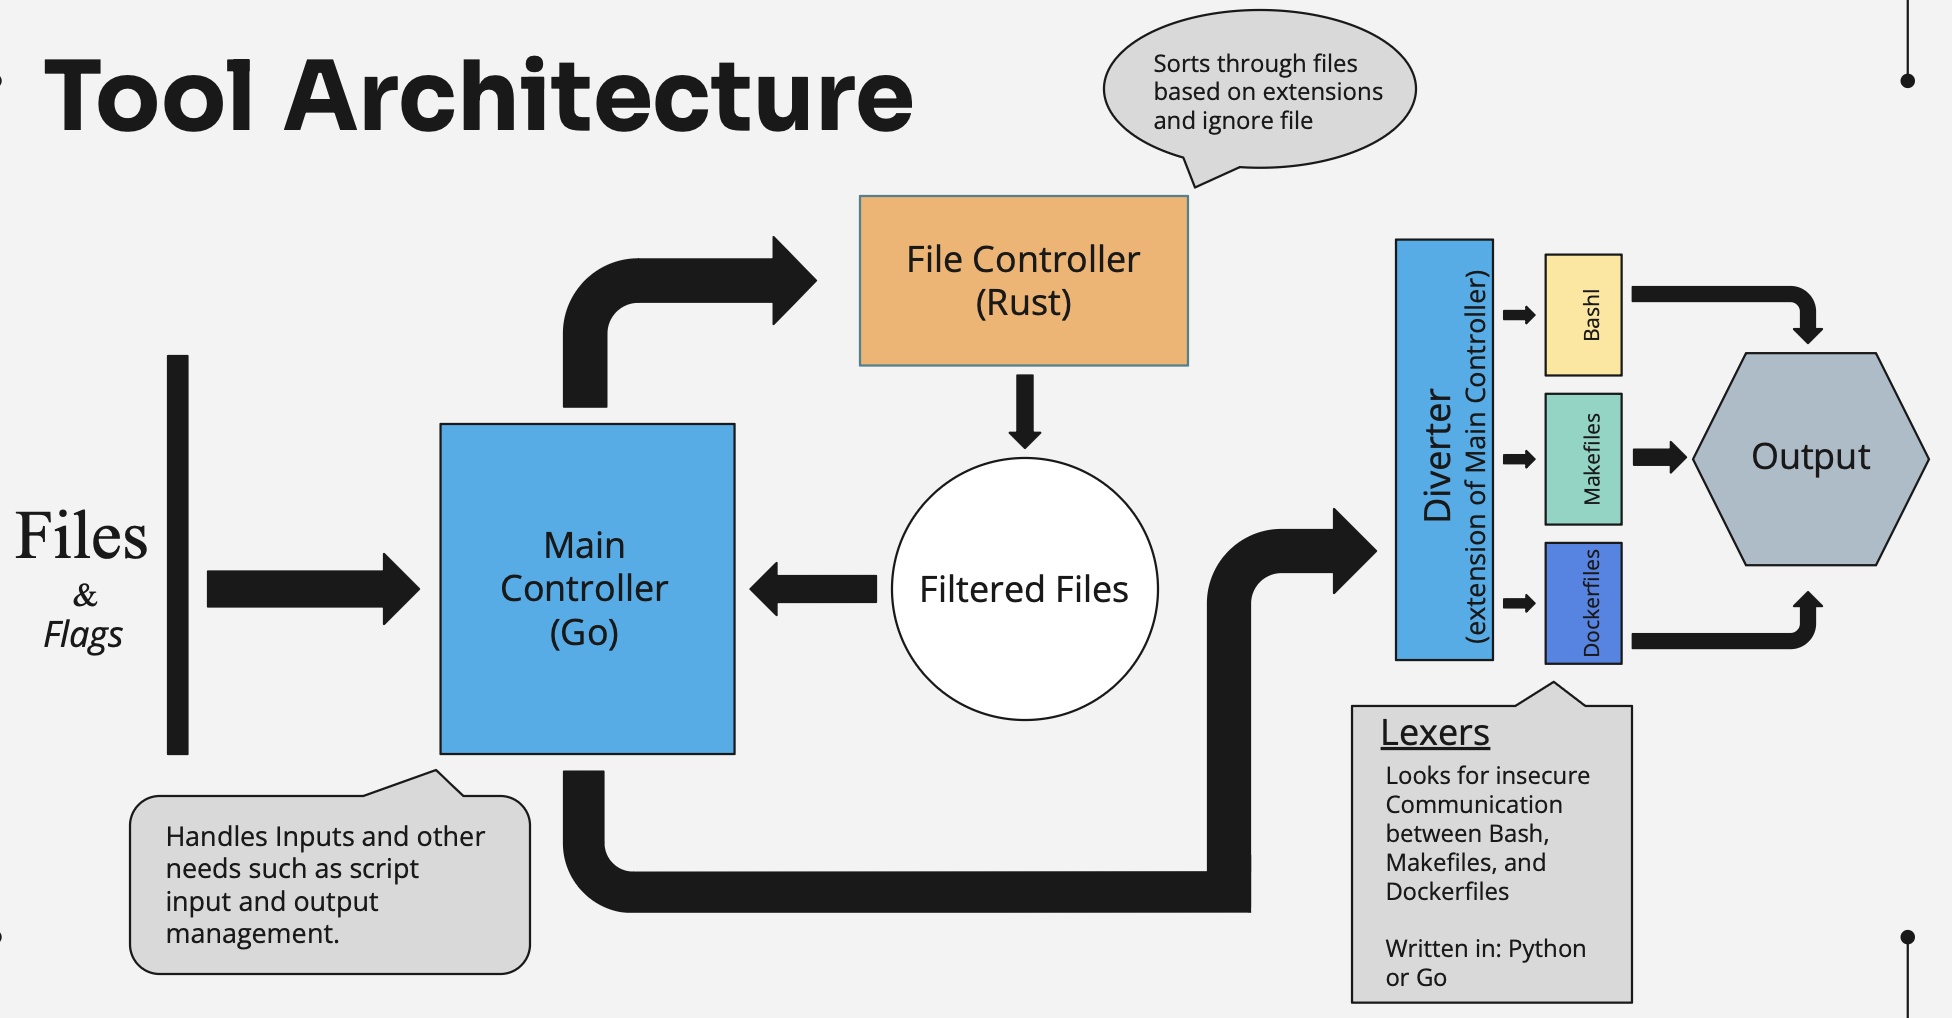 Tool Architecture
Sorts through files
based on extensions
and ignore file
File Controller
(Rust)
Files
&
Flags
Main
Controller
(Go)
Filtered Files
Diverter
(extension of Main Controller)
Bashl
Makefiles
Dockerfiles
Output
Handles Inputs and other
needs such as script
input and output
management.
Lexers
Looks for insecure
Communication
between Bash,
Makefiles, and
Dockerfiles
Written in: Python
or Go